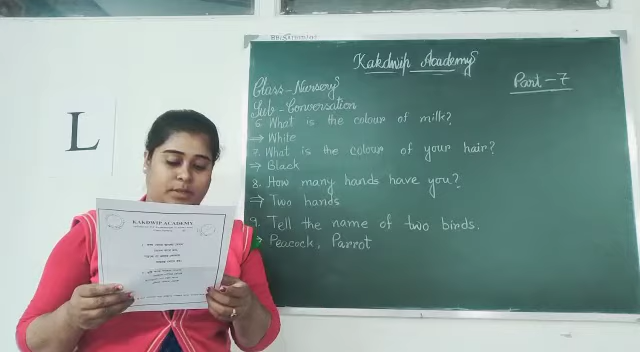 Kakdwip Academy
Part - 7
Class - Nursery
Sub - Conversation
6. What is the colour of milk?
→ White
7. What is the colour of your hair?
→ Black
8. How many hands have you?
→ Two hands
9. Tell the name of two birds.
→ Peacock, Parrot
L
KAKDWIP ACADEMY